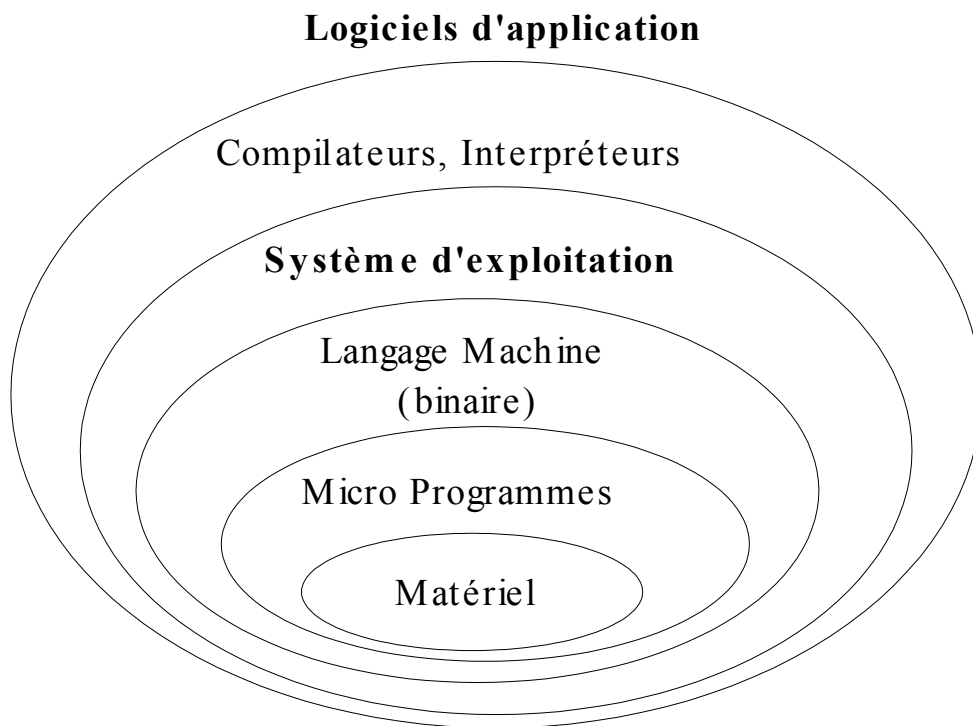 Logiciels d'application
Compilateurs, Interpréteurs
Système d'exploitation
Langage Machine
(binaire)
Micro Programmes
Matériel